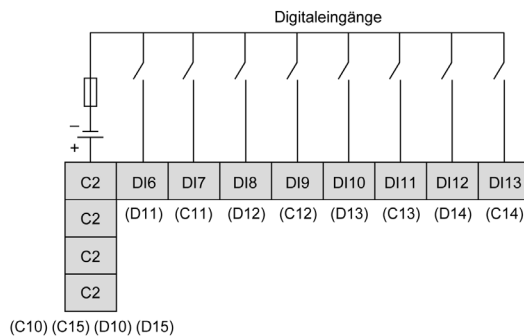 Digitaleingänge
–
+
C2 DI6 DI7 DI8 DI9 DI10 DI11 DI12 DI13
C2 (D11) (C11) (D12) (C12) (D13) (C13) (D14) (C14)
C2
C2
(C10) (C15) (D10) (D15)